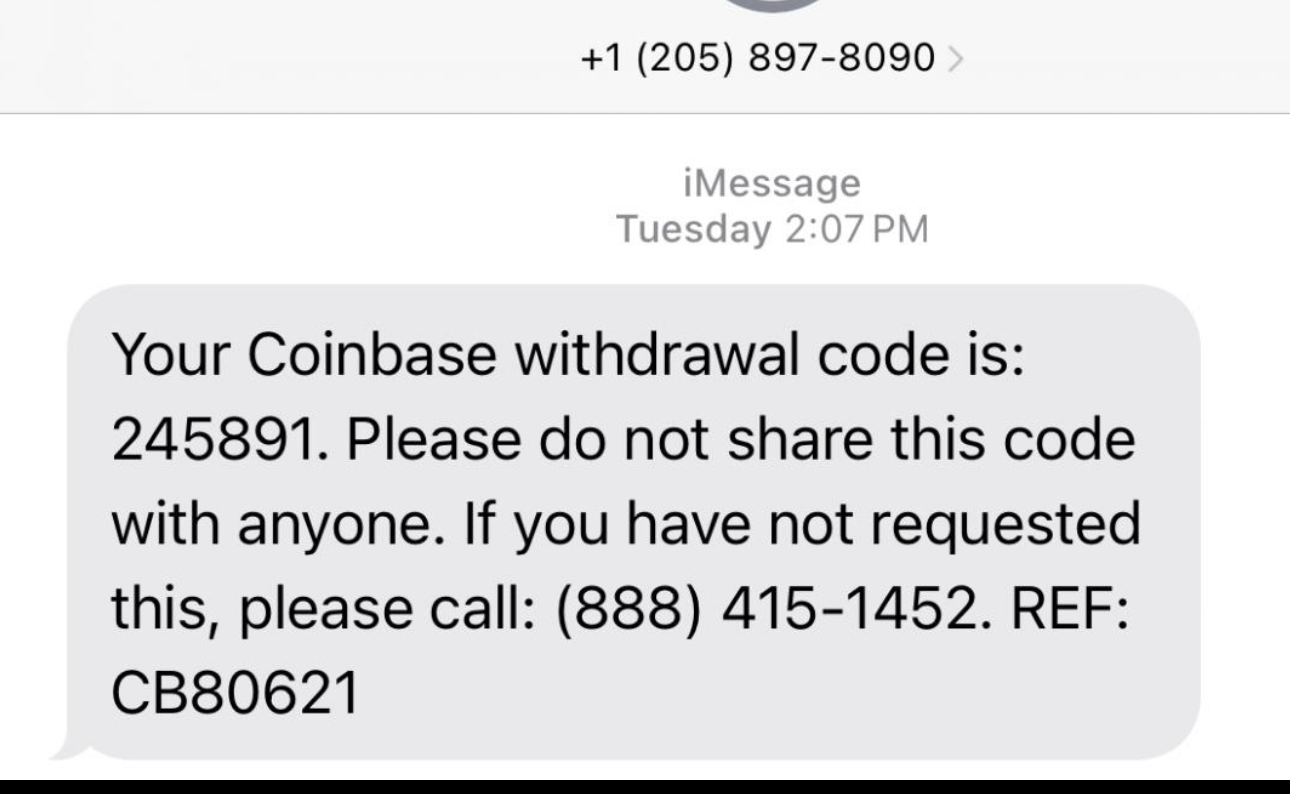 +1 (205) 897-8090 >
iMessage
Tuesday 2:07 PM
Your Coinbase withdrawal code is:
245891. Please do not share this code
with anyone. If you have not requested
this, please call: (888) 415-1452. REF:
CB80621